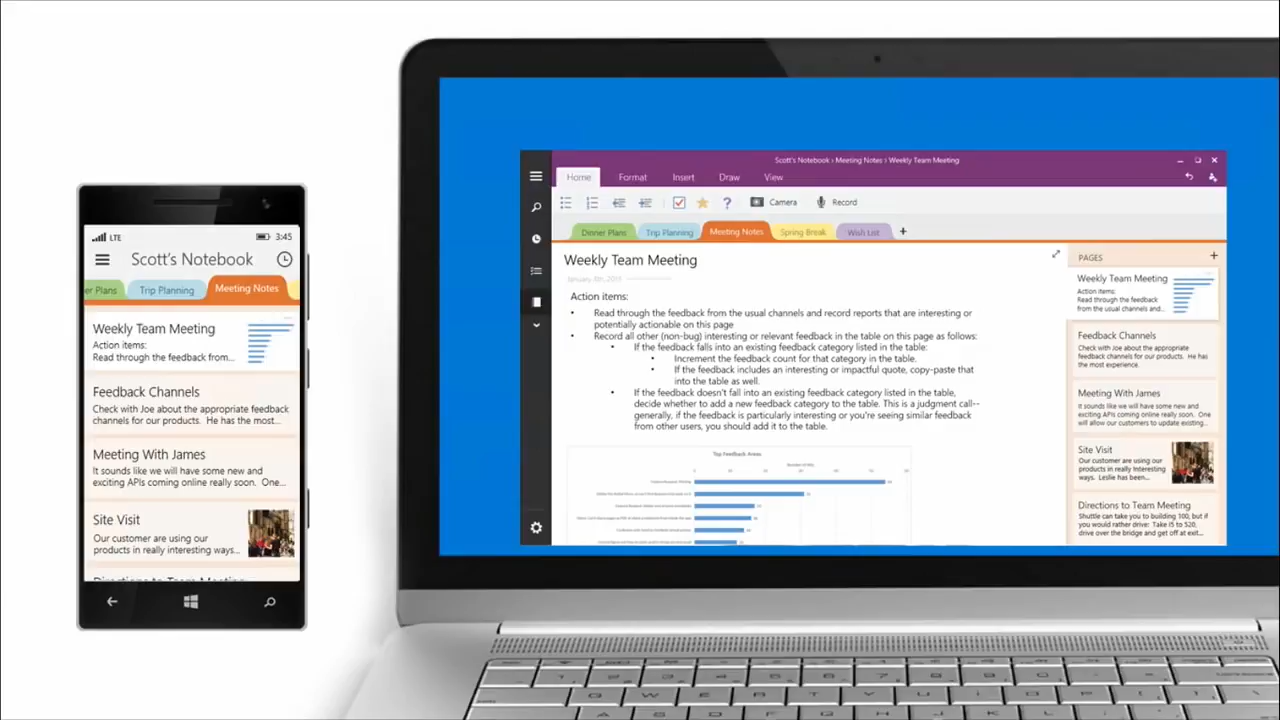 LTE
3:45
Scott's Notebook
er Plans
Trip Planning
Meeting Notes
Weekly Team Meeting
Action items:
Read through the feedback from...
Feedback Channels
Check with Joe about the appropriate feedback
channels for our products. He has the most...
Meeting With James
It sounds like we will have some new and
exciting APIs coming online really soon. One...
Site Visit
Our customer are using our
products in really interesting ways...
Directions to Team Meeting
Scott's Notebook › Meeting Notes › Weekly Team Meeting
Home
Format
Insert
Draw
View
Camera
Record
Dinner Plans
Trip Planning
Meeting Notes
Spring Break
Wish List
Weekly Team Meeting
Action items:
Read through the feedback from the usual channels and record reports that are interesting or
potentially actionable on this page
Record all other (non-bug) interesting or relevant feedback in the table on this page as follows:
If the feedback falls into an existing feedback category listed in the table:
Increment the feedback count for that category in the table.
If the feedback includes an interesting or impactful quote, copy-paste that
into the table as well.
If the feedback doesn't fall into an existing feedback category listed in the table,
decide whether to add a new feedback category to the table. This is a judgment call--
generally, if the feedback is particularly interesting or you're seeing similar feedback
from other users, you should add it to the table.
Top Feedback Areas
PAGES
Weekly Team Meeting
Action items:
Read through the feedback
from the usual channels and...
Feedback Channels
Check with Joe about the appropriate
feedback channels for our products. He has
the most experience.
Meeting With James
It sounds like we will have some new and
exciting APIs coming online really soon. One
will allow our customers to update existing...
Site Visit
Our customer are using our
products in really interesting
ways. Leslie has been...
Directions to Team Meeting
Shuttle can take you to building 100, but if
you would rather drive: Take I5 to 520,
drive over the bridge and get off at exit...